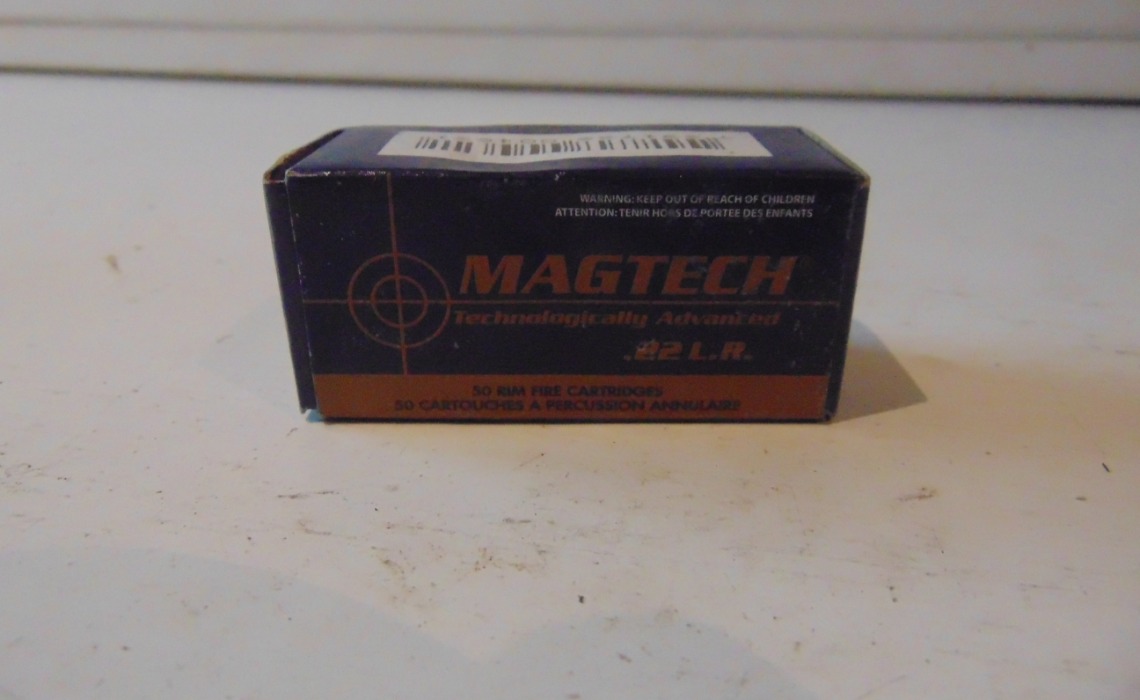 WARNING: KEEP OUT OF REACH OF CHILDREN
ATTENTION: TENIR HORS DE PORTEE DES ENFANTS
MAGTECH
Technologically Advanced
.22 L.R.
50 RIM FIRE CARTRIDGES
50 CARTOUCHES A PERCUSSION ANNULAIRE